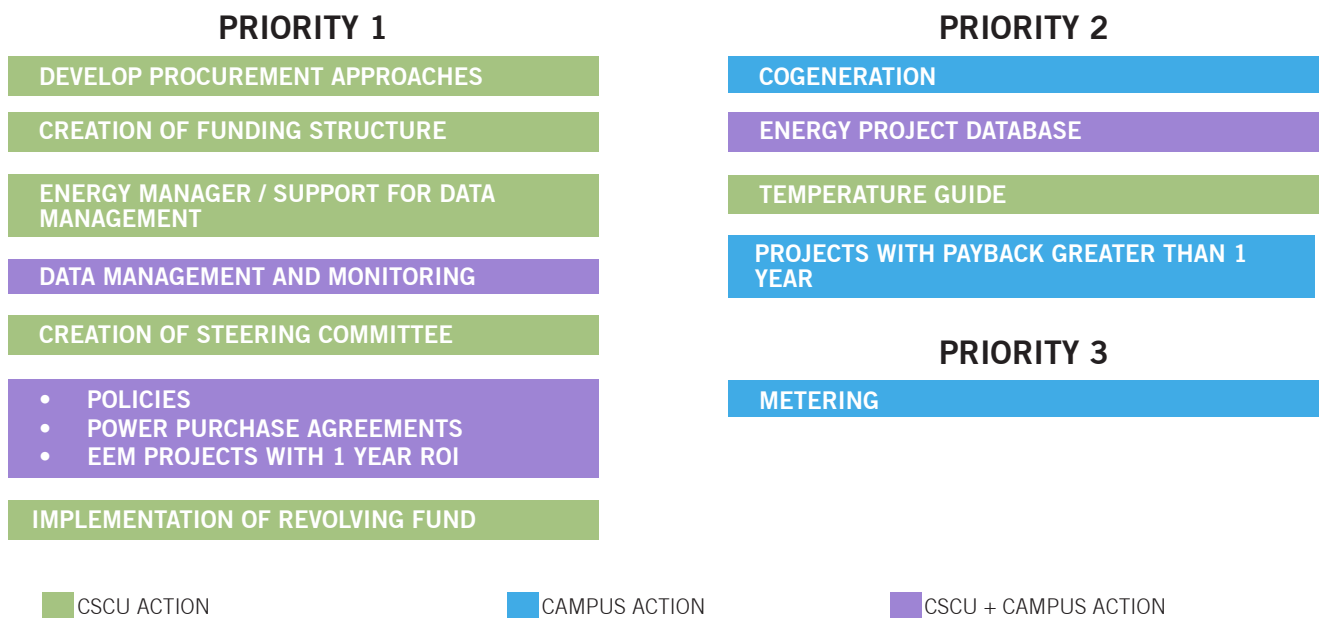 PRIORITY 1
DEVELOP PROCUREMENT APPROACHES
CREATION OF FUNDING STRUCTURE
ENERGY MANAGER / SUPPORT FOR DATA
MANAGEMENT
DATA MANAGEMENT AND MONITORING
CREATION OF STEERING COMMITTEE
• POLICIES
• POWER PURCHASE AGREEMENTS
• EEM PROJECTS WITH 1 YEAR ROI
IMPLEMENTATION OF REVOLVING FUND
PRIORITY 2
COGENERATION
ENERGY PROJECT DATABASE
TEMPERATURE GUIDE
PROJECTS WITH PAYBACK GREATER THAN 1
YEAR
PRIORITY 3
METERING
CSCU ACTION
CAMPUS ACTION
CSCU + CAMPUS ACTION